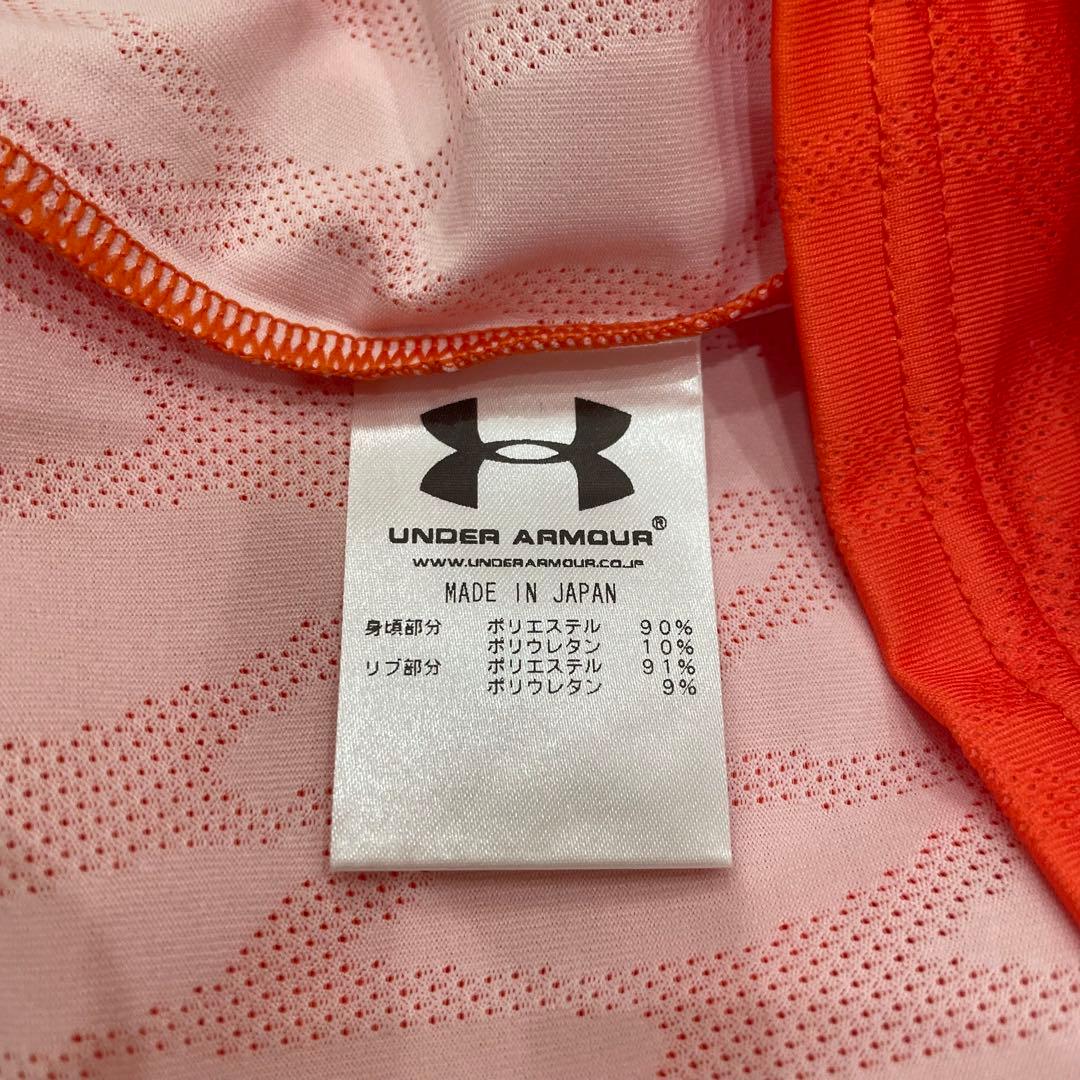 UNDER ARMOUR®
WWW.UNDERARMOUR.CO.JP
MADE IN JAPAN
身頃部分 ポリエステル 90%
ポリウレタン 10%
リブ部分 ポリエステル 91%
ポリウレタン 9%